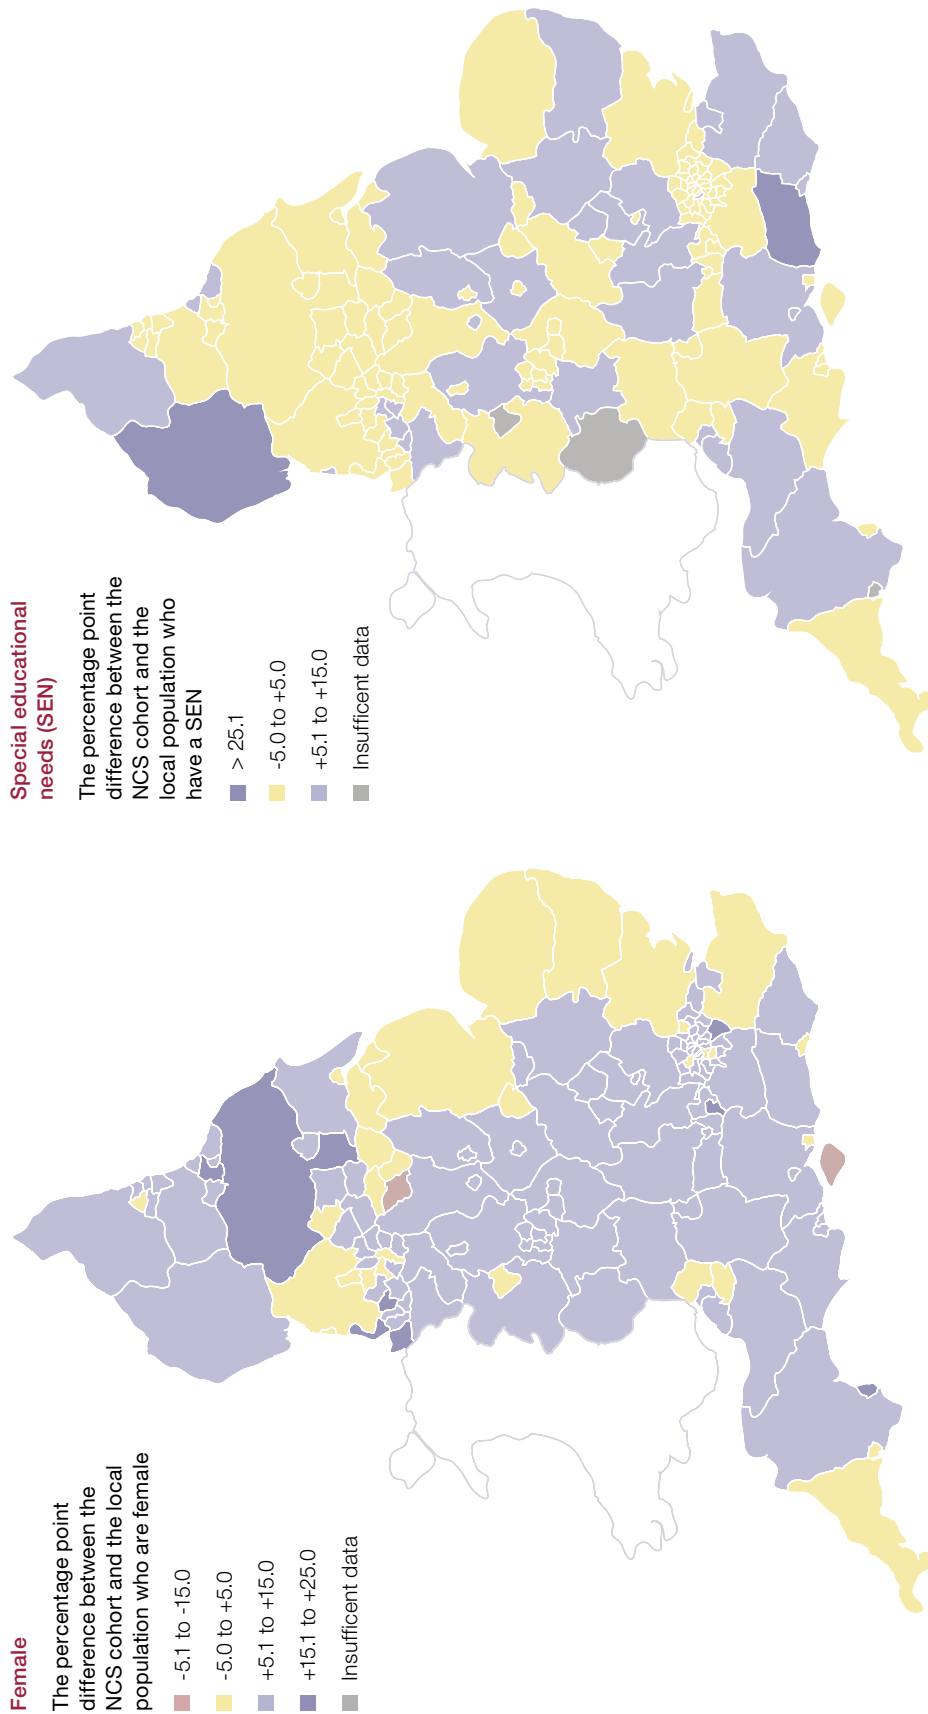 Female
The percentage point
difference between the
NCS cohort and the local
population who are female
-5.1 to -15.0
-5.0 to +5.0
+5.1 to +15.0
+15.1 to +25.0
Insufficent data
Special educational
needs (SEN)
The percentage point
difference between the
NCS cohort and the
local population who
have a SEN
> 25.1
-5.0 to +5.0
+5.1 to +15.0
Insufficent data